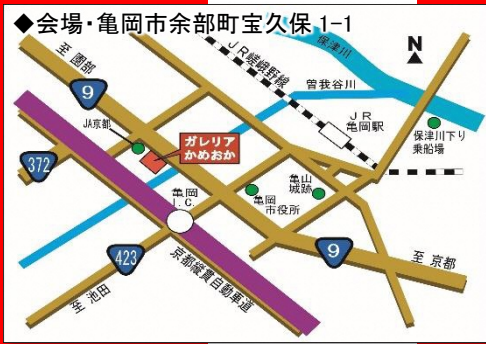 ◆会場・亀岡市余部町宝久保1-1
至 園部
JR嵯峨野線
保津川
N
曽我谷川
9
JA京都
ガレリア
かめおか
JR
亀岡駅
保津川下り
乗船場
372
亀岡
I.C.
亀岡
市役所
亀山
城跡
423
9
至 京都
至 池田
京都縦貫自動車道